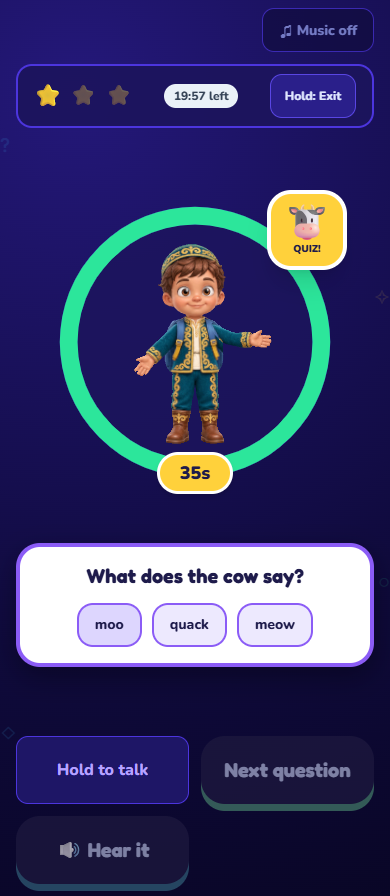 Music off
19:57 left
Hold: Exit
QUIZ!
35s
What does the cow say?
moo
quack
meow
Hold to talk
Next question
Hear it